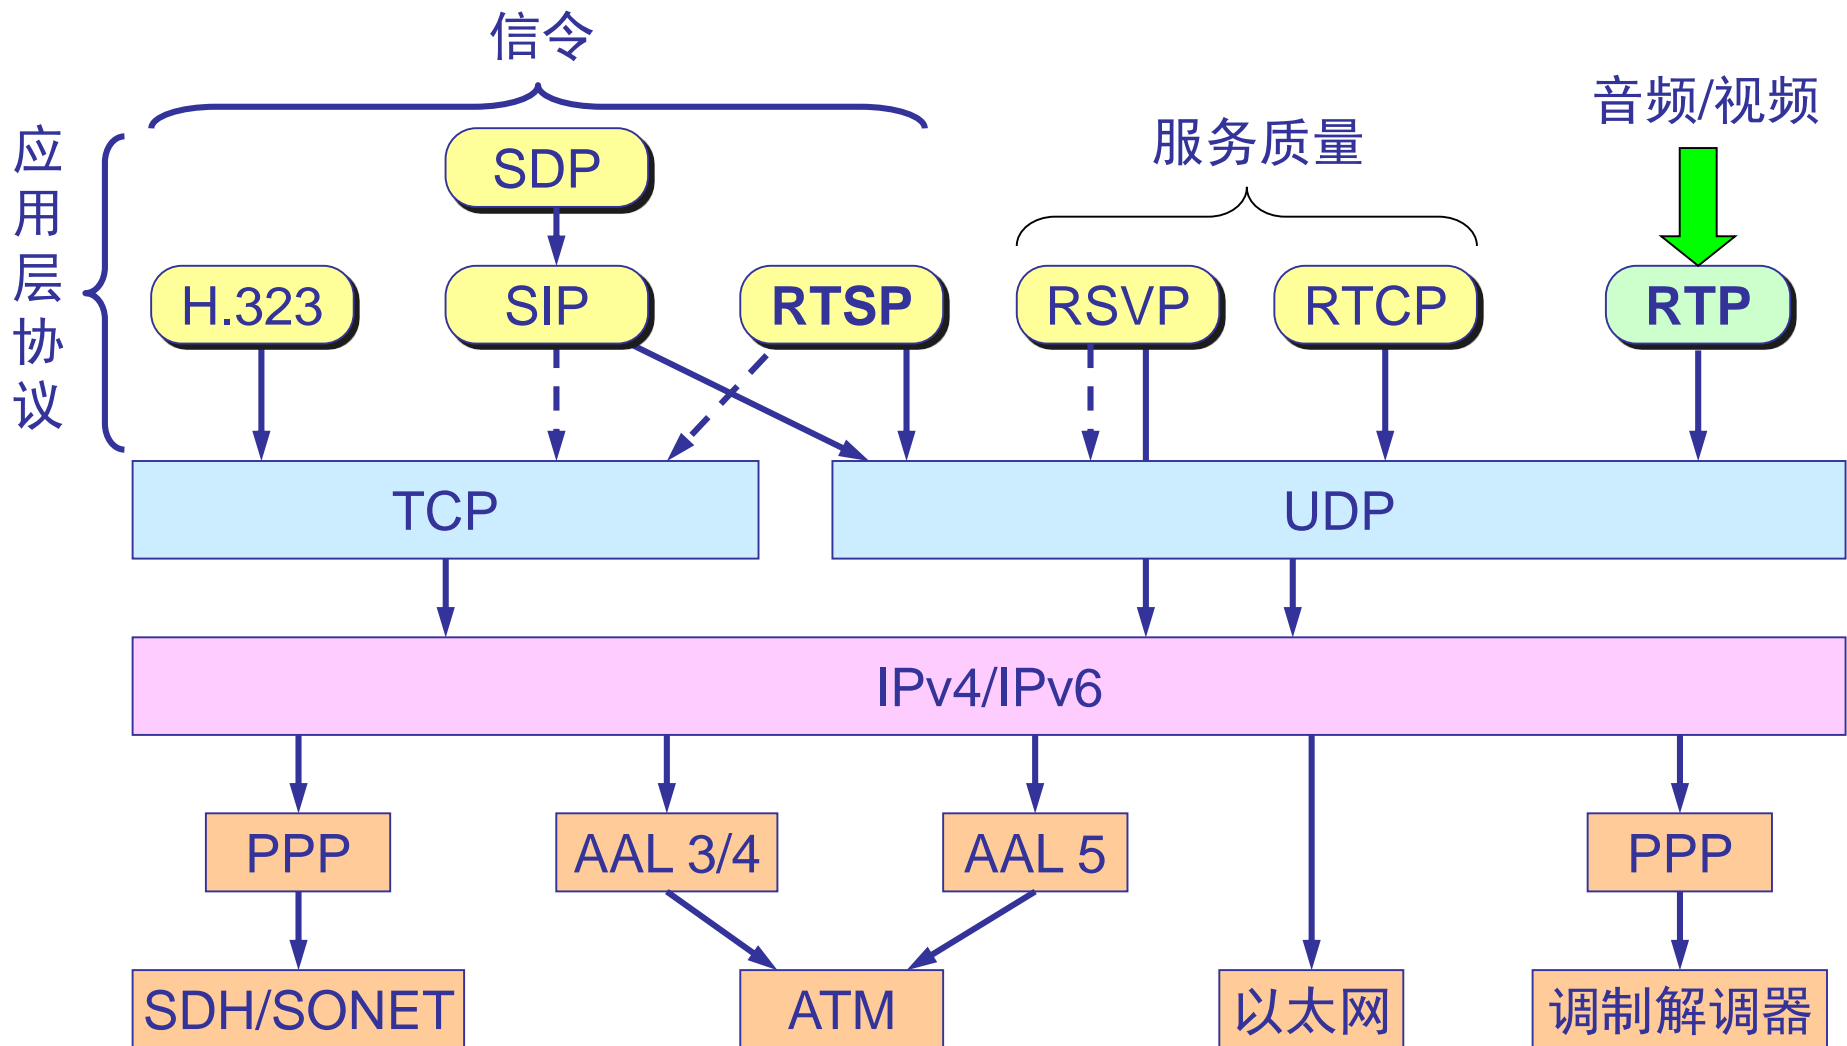 信令
音频/视频
服务质量
应用层协议
SDP
H.323
SIP
RTSP
RSVP
RTCP
RTP
TCP
UDP
IPv4/IPv6
PPP
AAL 3/4
AAL 5
PPP
SDH/SONET
ATM
以太网
调制解调器